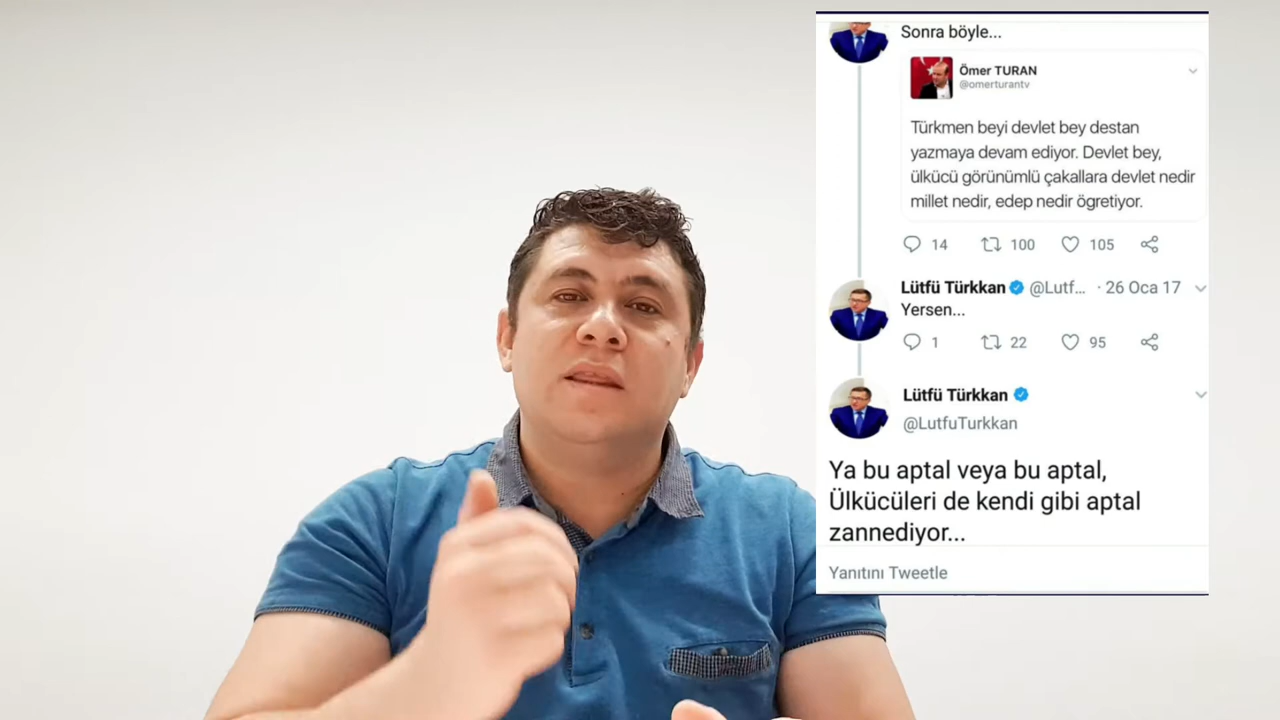 Sonra böyle...
Ömer TURAN
@omerturantv
Türkmen beyi devlet bey destan
yazmaya devam ediyor. Devlet bey,
ülkücü görünümlü çakallara devlet nedir
millet nedir, edep nedir ögretiyor.
14 100 105
Lütfü Türkkan @Lutf... · 26 Oca 17
Yersen...
1 22 95
Lütfü Türkkan
@LutfuTurkkan
Ya bu aptal veya bu aptal,
Ülkücüleri de kendi gibi aptal
zannediyor...
Yanıtını Tweetle